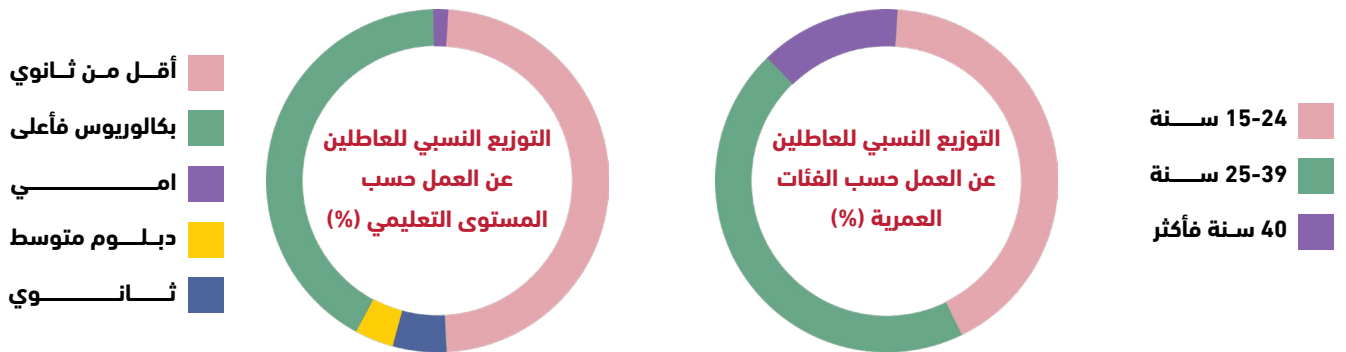 15-24 سنة
25-39 سنة
40 سنة فأكثر
التوزيع النسبي للعاطلين
عن العمل حسب الفئات
العمرية (%)
التوزيع النسبي للعاطلين
عن العمل حسب
المستوى التعليمي (%)
أقل من ثانوي
بكالوريوس فأعلى
امي
دبلوم متوسط
ثانوي